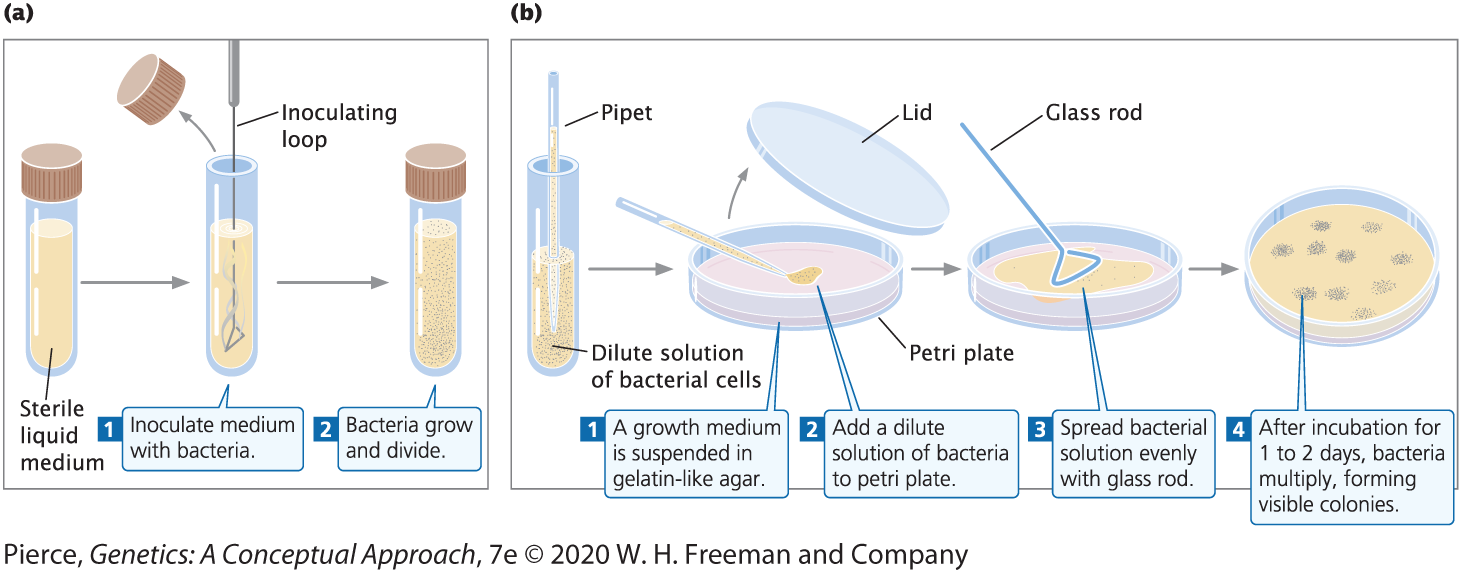 (a)
Inoculating
loop
Sterile
liquid
medium
1 Inoculate medium
with bacteria.
2 Bacteria grow
and divide.
(b)
Pipet
Lid
Glass rod
Dilute solution
of bacterial cells
Petri plate
1 A growth medium
is suspended in
gelatin-like agar.
2 Add a dilute
solution of bacteria
to petri plate.
3 Spread bacterial
solution evenly
with glass rod.
4 After incubation for
1 to 2 days, bacteria
multiply, forming
visible colonies.
Pierce, Genetics: A Conceptual Approach, 7e © 2020 W. H. Freeman and Company